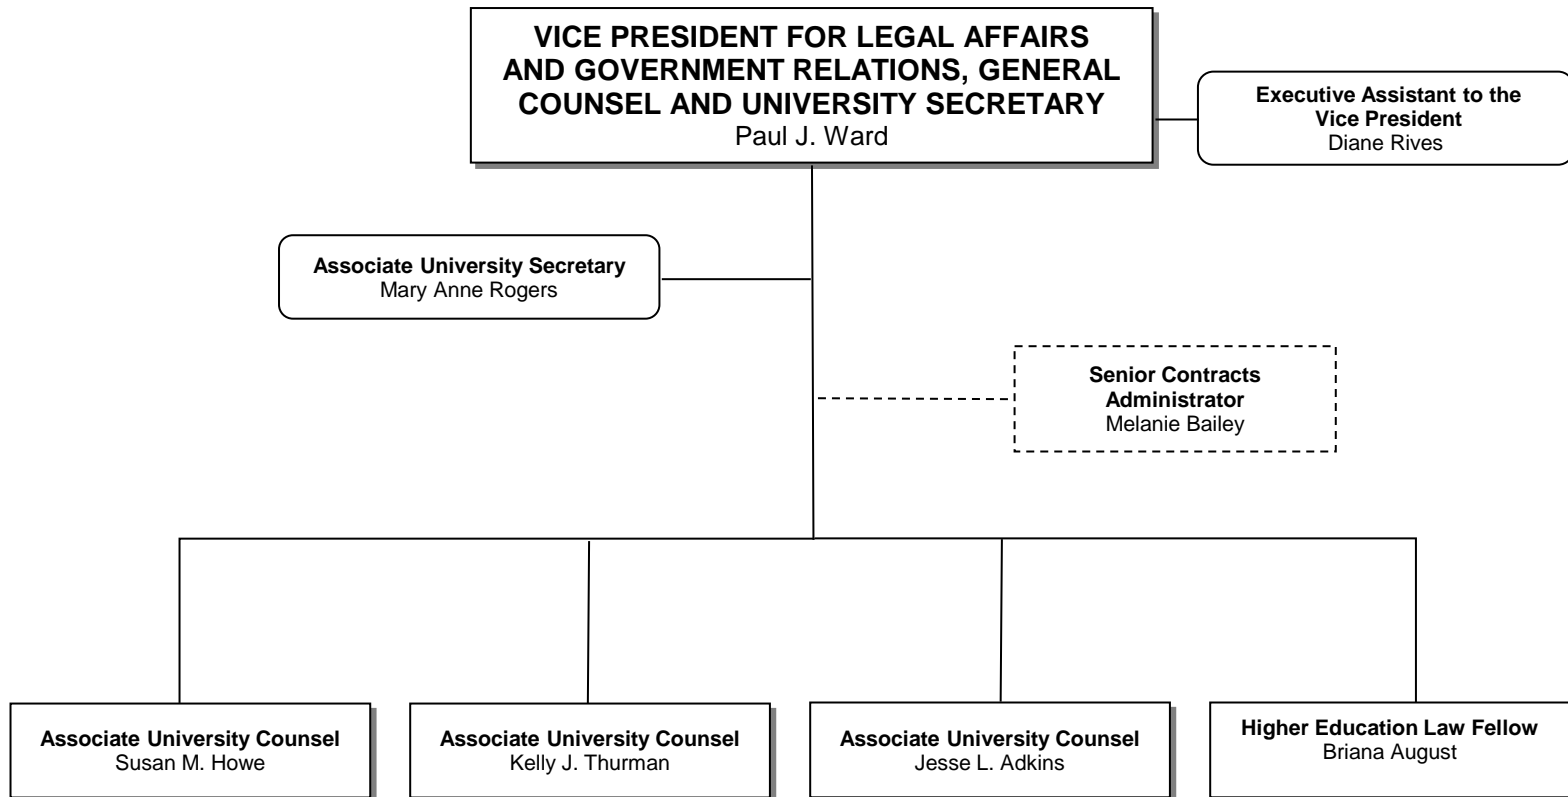 VICE PRESIDENT FOR LEGAL AFFAIRS
AND GOVERNMENT RELATIONS, GENERAL
COUNSEL AND UNIVERSITY SECRETARY
Paul J. Ward
Executive Assistant to the
Vice President
Diane Rives
Associate University Secretary
Mary Anne Rogers
Senior Contracts
Administrator
Melanie Bailey
Associate University Counsel
Susan M. Howe
Associate University Counsel
Kelly J. Thurman
Associate University Counsel
Jesse L. Adkins
Higher Education Law Fellow
Briana August